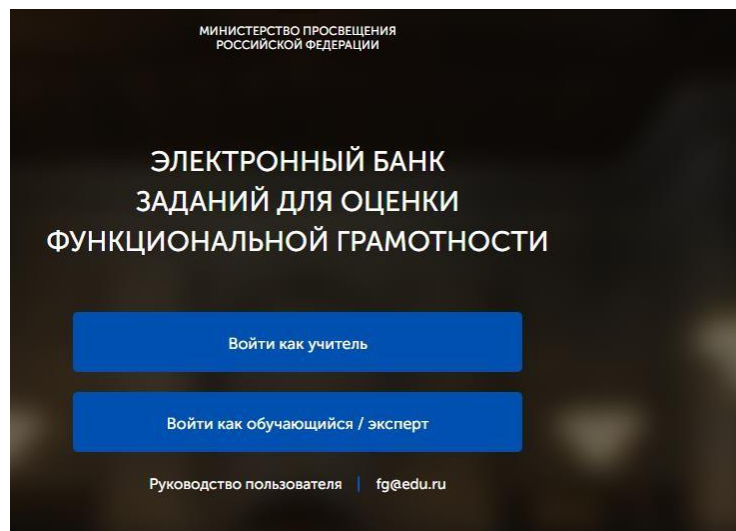 МИНИСТЕРСТВО ПРОСВЕЩЕНИЯ
РОССИЙСКОЙ ФЕДЕРАЦИИ
ЭЛЕКТРОННЫЙ БАНК
ЗАДАНИЙ ДЛЯ ОЦЕНКИ
ФУНКЦИОНАЛЬНОЙ ГРАМОТНОСТИ
Войти как учитель
Войти как обучающийся / эксперт
Руководство пользователя | fg@edu.ru